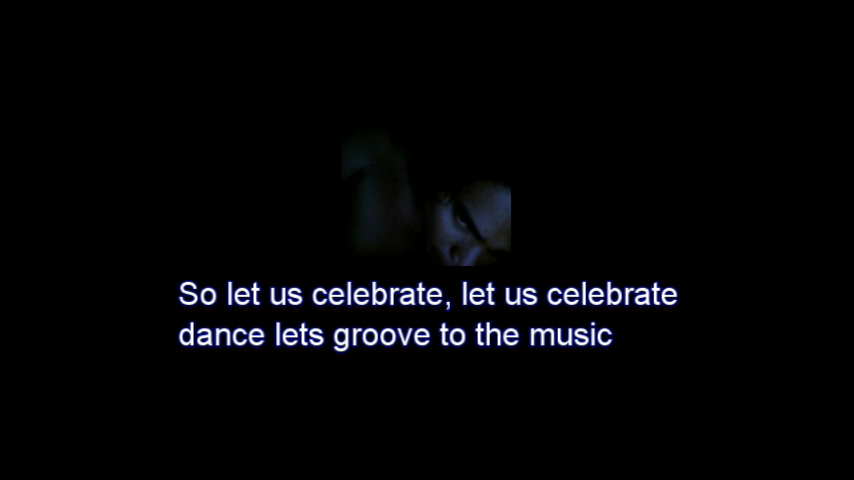 So let us celebrate, let us celebrate
dance lets groove to the music